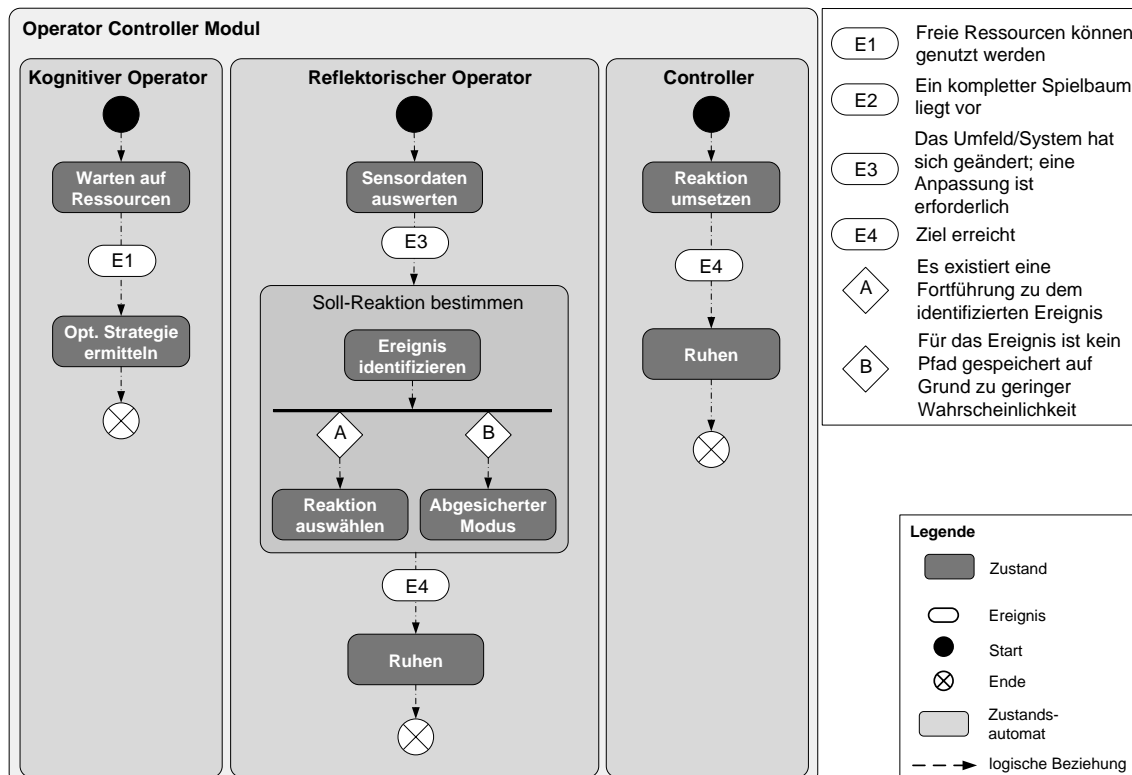 Operator Controller Modul
Kognitiver Operator
Warten auf
Ressourcen
E1
Opt. Strategie
ermitteln
Reflektorischer Operator
Sensordaten
auswerten
E3
Soll-Reaktion bestimmen
Ereignis
identifizieren
A
B
Reaktion
auswählen
Abgesicherter
Modus
E4
Ruhen
Controller
Reaktion
umsetzen
E4
Ruhen
E1
Freie Ressourcen können
genutzt werden
E2
Ein kompletter Spielbaum
liegt vor
E3
Das Umfeld/System hat
sich geändert; eine
Anpassung ist
erforderlich
E4
Ziel erreicht
A
Es existiert eine
Fortführung zu dem
identifizierten Ereignis
B
Für das Ereignis ist kein
Pfad gespeichert auf
Grund zu geringer
Wahrscheinlichkeit
Legende
Zustand
Ereignis
Start
Ende
Zustands-
automat
logische Beziehung